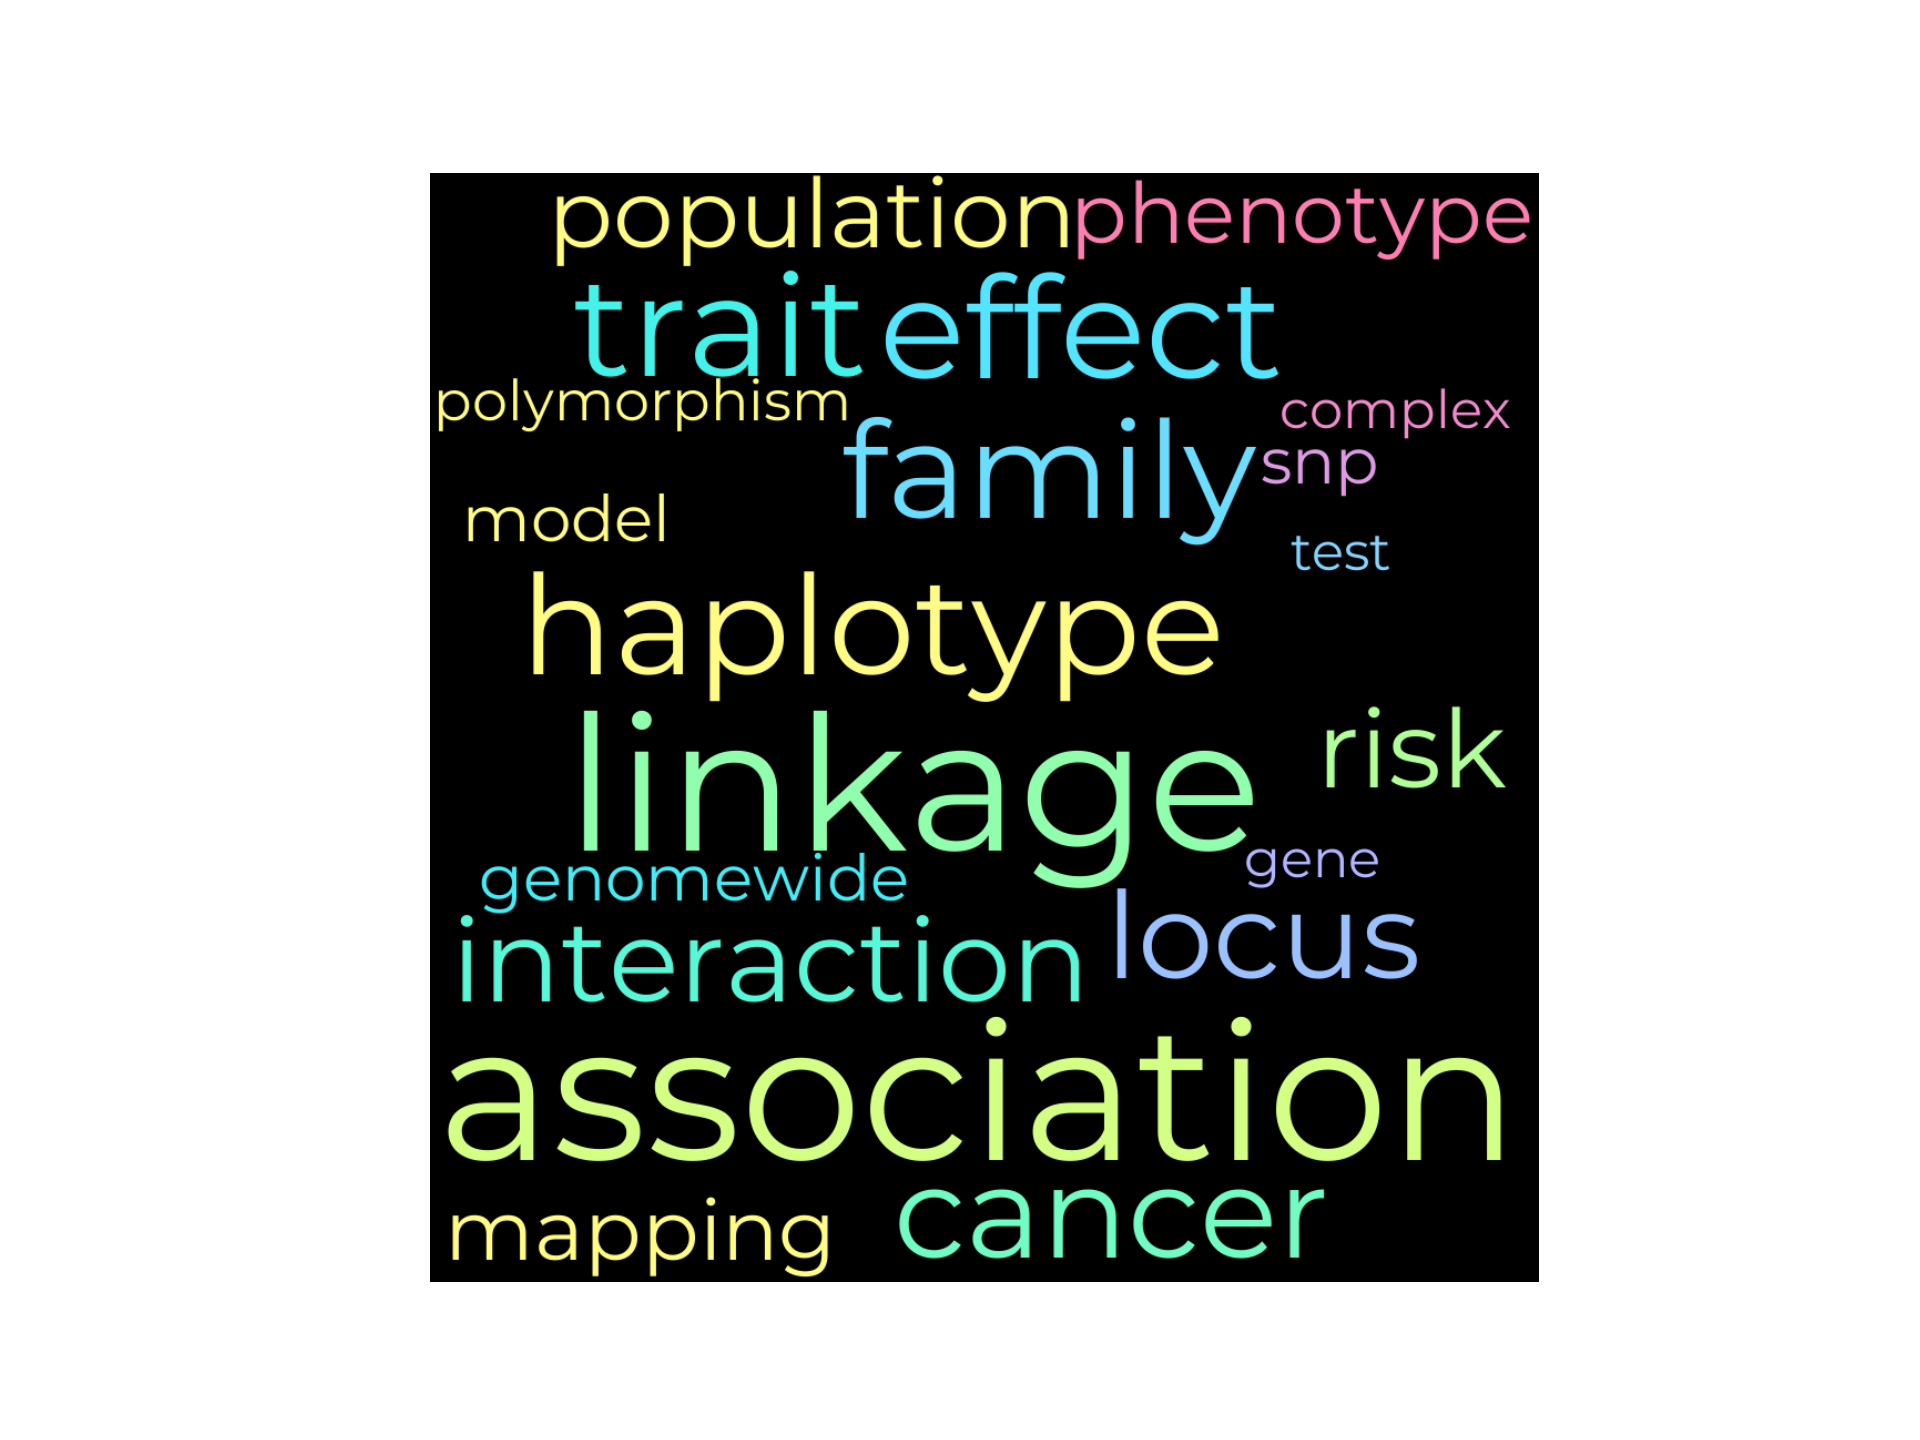 population phenotype
trait effect
polymorphism complex
family snp
model test
haplotype
linkage risk
genomewide gene
interaction locus
association
mapping cancer